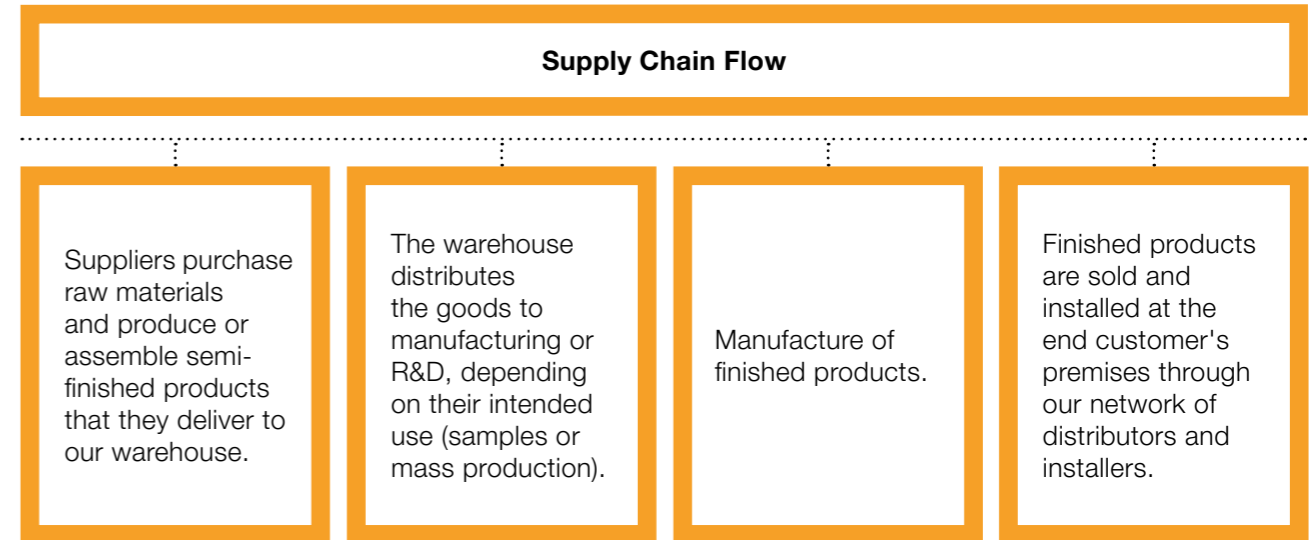 Supply Chain Flow
Suppliers purchase
raw materials
and produce or
assemble semi-
finished products
that they deliver to
our warehouse.
The warehouse
distributes
the goods to
manufacturing or
R&D, depending
on their intended
use (samples or
mass production).
Manufacture of
finished products.
Finished products
are sold and
installed at the
end customer's
premises through
our network of
distributors and
installers.